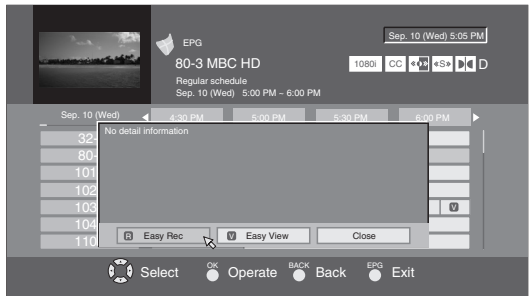 EPG
Sep. 10 (Wed) 5:05 PM
80-3 MBC HD
1080i CC «S» D
Regular schedule
Sep. 10 (Wed) 5:00 PM ~ 6:00 PM
Sep. 10 (Wed) 4:30 PM 5:00 PM 5:30 PM 6:00 PM
No detail information
32-
80-
101
102
103 V
104
110
R Easy Rec V Easy View Close
Select OK Operate BACK Back EPG Exit